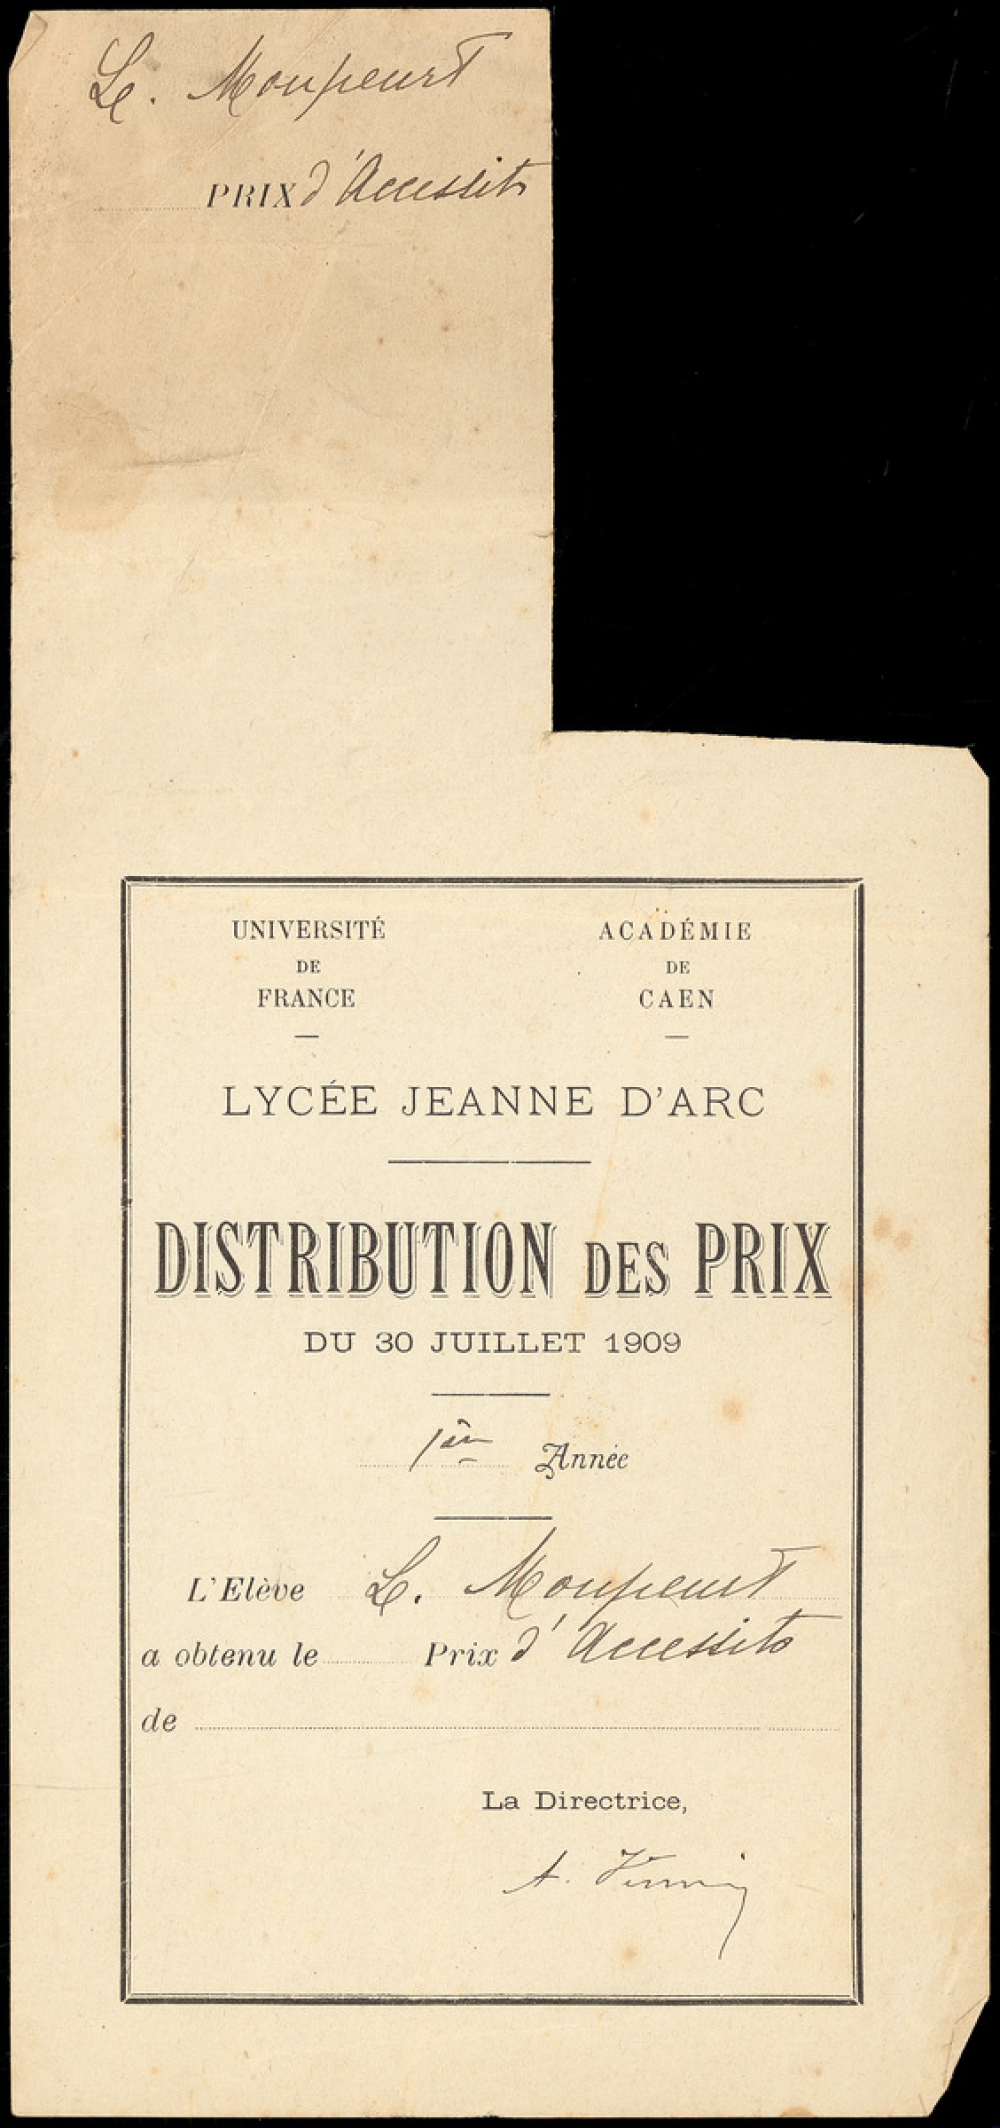 L. Moupeurt
PRIX d'Accessits
UNIVERSITÉ
DE
FRANCE
ACADÉMIE
DE
CAEN
LYCÉE JEANNE D'ARC
DISTRIBUTION DES PRIX
DU 30 JUILLET 1909
1ère Année
L'Elève L. Moupeurt
a obtenu le Prix d'Accessits
de
La Directrice,
A.